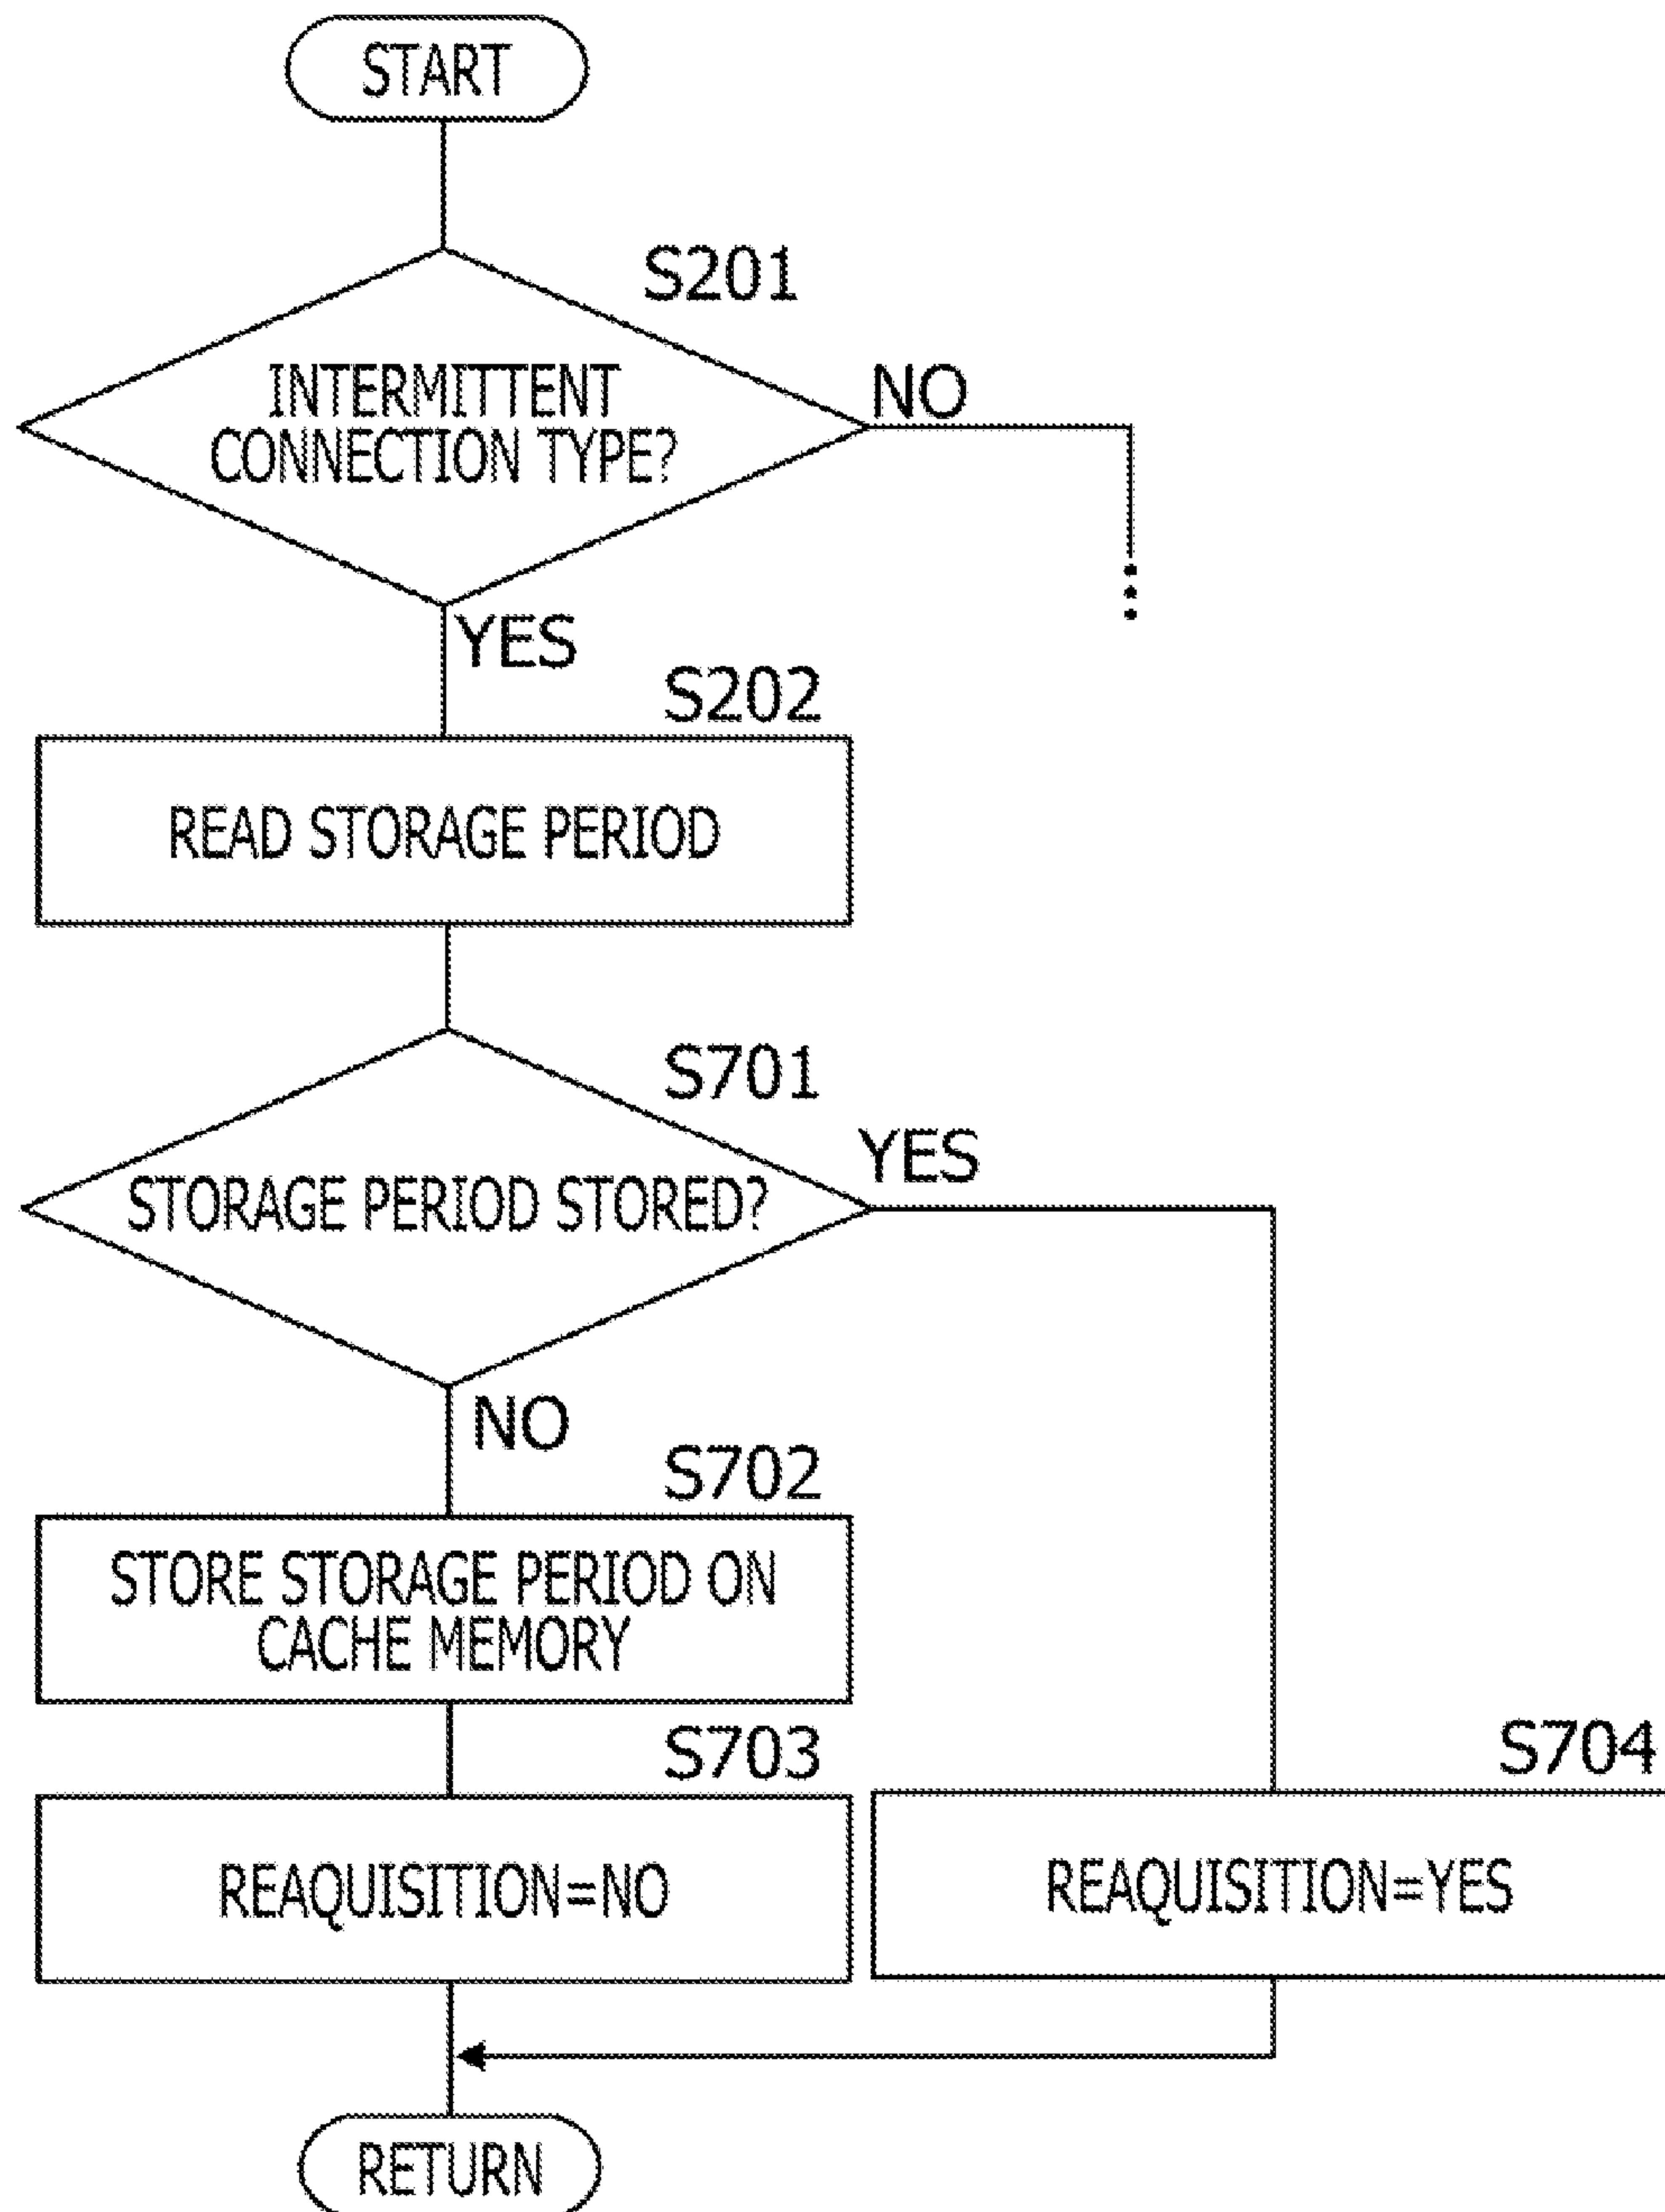 START
S201
INTERMITTENT
CONNECTION TYPE?
NO
YES
S202
READ STORAGE PERIOD
S701
STORAGE PERIOD STORED?
YES
NO
S702
STORE STORAGE PERIOD ON
CACHE MEMORY
S703
REAQUISITION=NO
S704
REAQUISITION=YES
RETURN